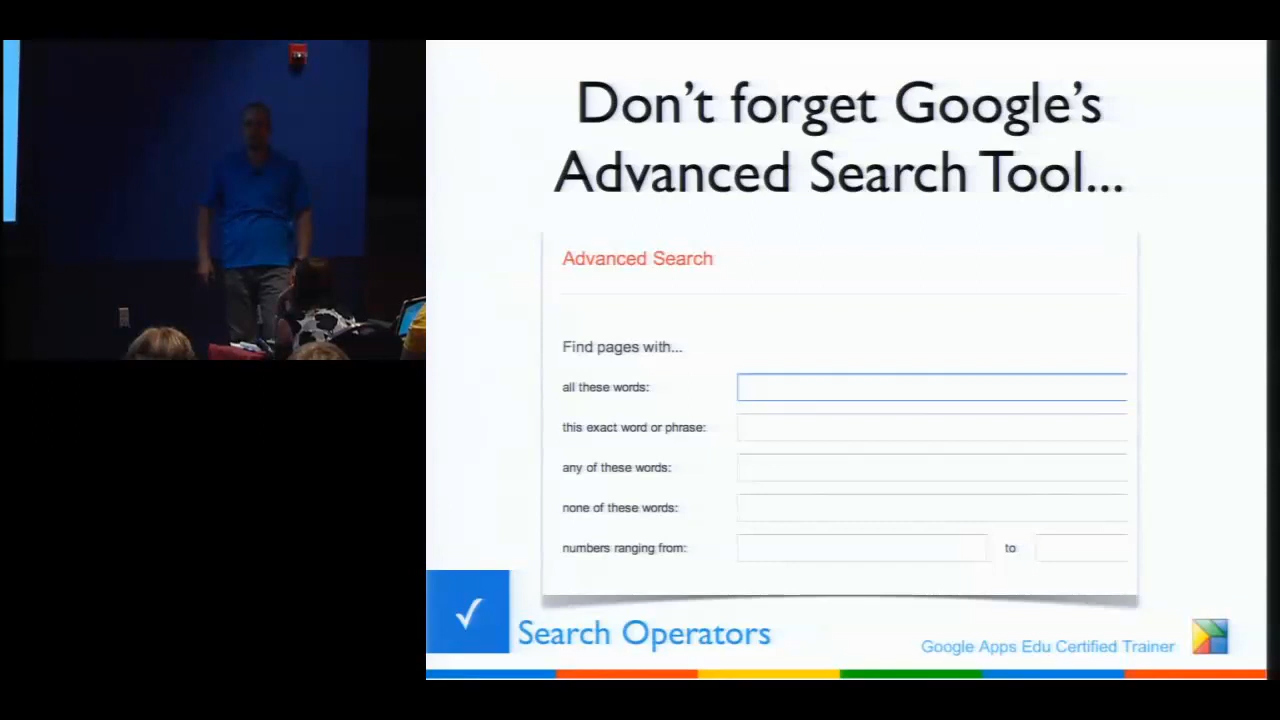 Don't forget Google's
Advanced Search Tool...
Advanced Search
Find pages with...
all these words:
this exact word or phrase:
any of these words:
none of these words:
numbers ranging from: to
✓
Search Operators
Google Apps Edu Certified Trainer